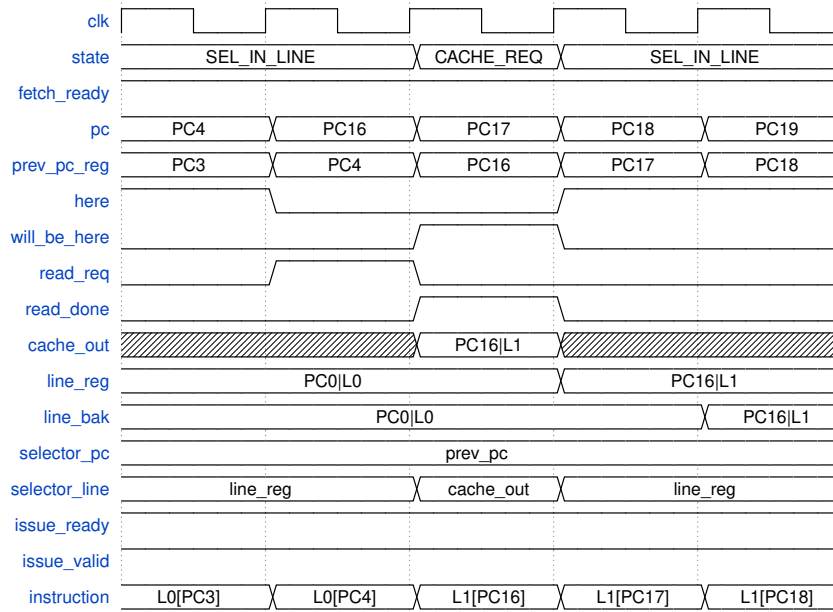 clk
state SEL_IN_LINE CACHE_REQ SEL_IN_LINE
fetch_ready
pc PC4 PC16 PC17 PC18 PC19
prev_pc_reg PC3 PC4 PC16 PC17 PC18
here
will_be_here
read_req
read_done
cache_out PC16|L1
line_reg PC0|L0 PC16|L1
line_bak PC0|L0 PC16|L1
selector_pc prev_pc
selector_line line_reg cache_out line_reg
issue_ready
issue_valid
instruction L0[PC3] L0[PC4] L1[PC16] L1[PC17] L1[PC18]